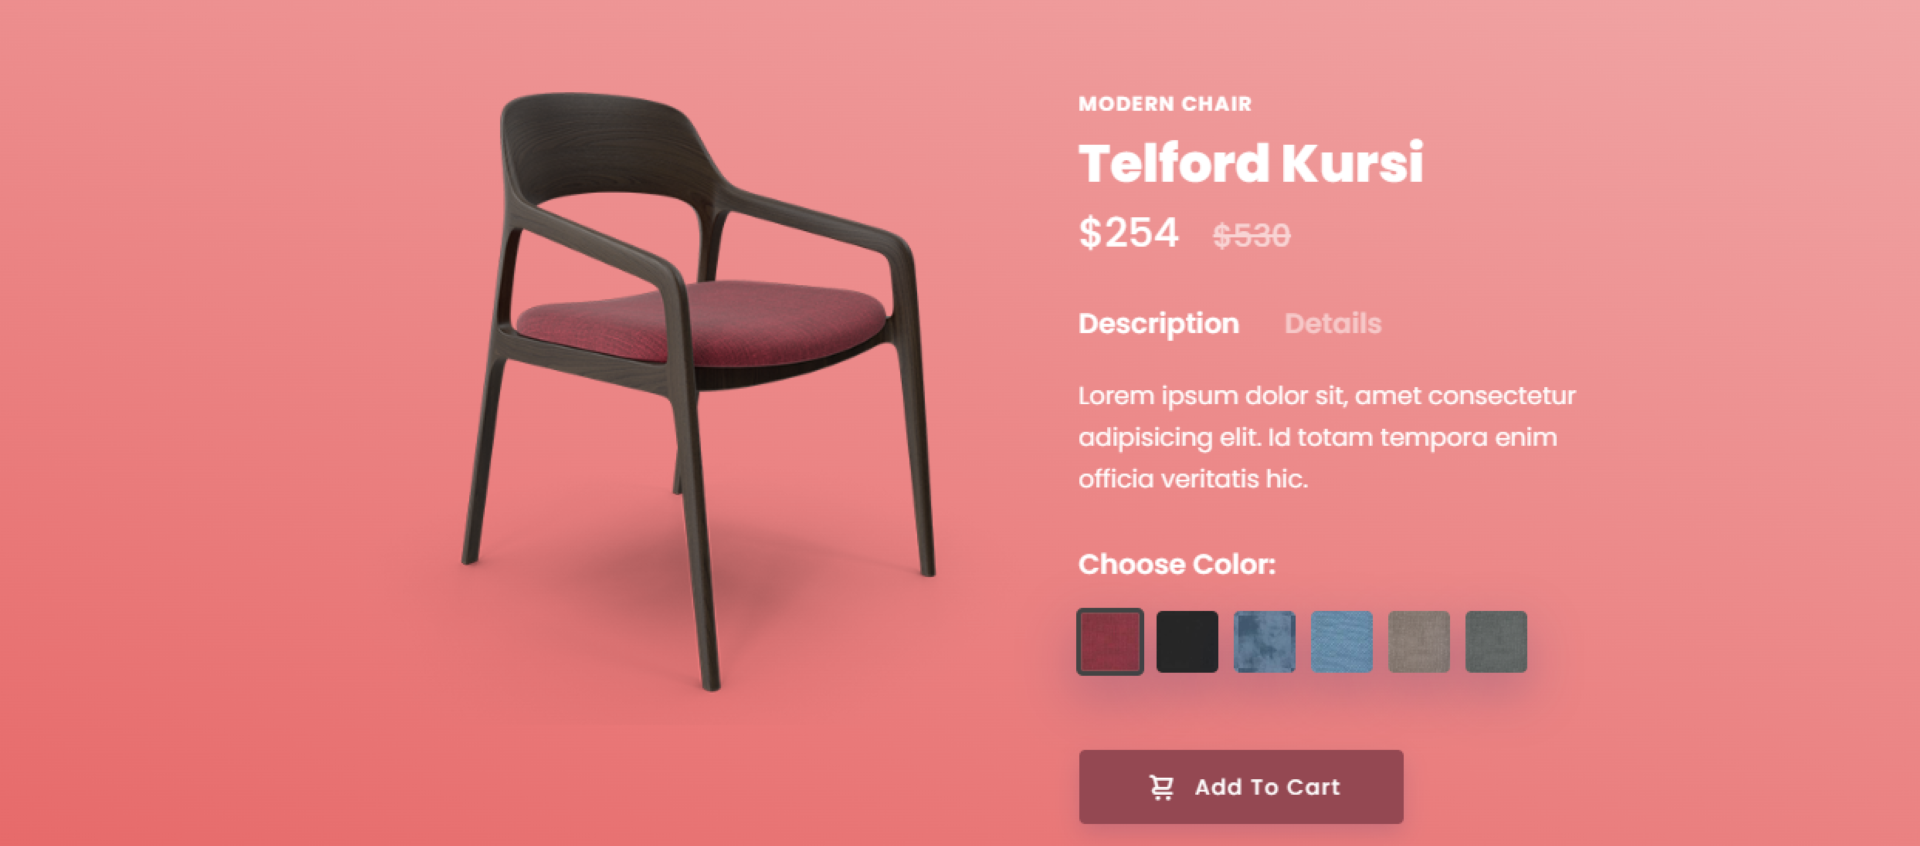 MODERN CHAIR
Telford Kursi
$254 $530
Description Details
Lorem ipsum dolor sit, amet consectetur
adipisicing elit. Id totam tempora enim
officia veritatis hic.
Choose Color:
Add To Cart